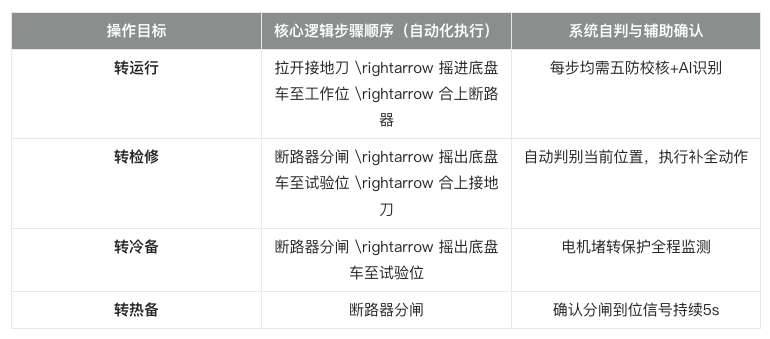 操作目标 核心逻辑步骤顺序（自动化执行） 系统自判与辅助确认
转运行 拉开接地刀 \rightarrow 摇进底盘 每步均需五防校核+AI识别
车至工作位 \rightarrow 合上断路
器
转检修 断路器分闸 \rightarrow 摇出底盘 自动判别当前位置，执行补全动作
车至试验位 \rightarrow 合上接地
刀
转冷备 断路器分闸 \rightarrow 摇出底盘 电机堵转保护全程监测
车至试验位
转热备 断路器分闸 确认分闸到位信号持续5s